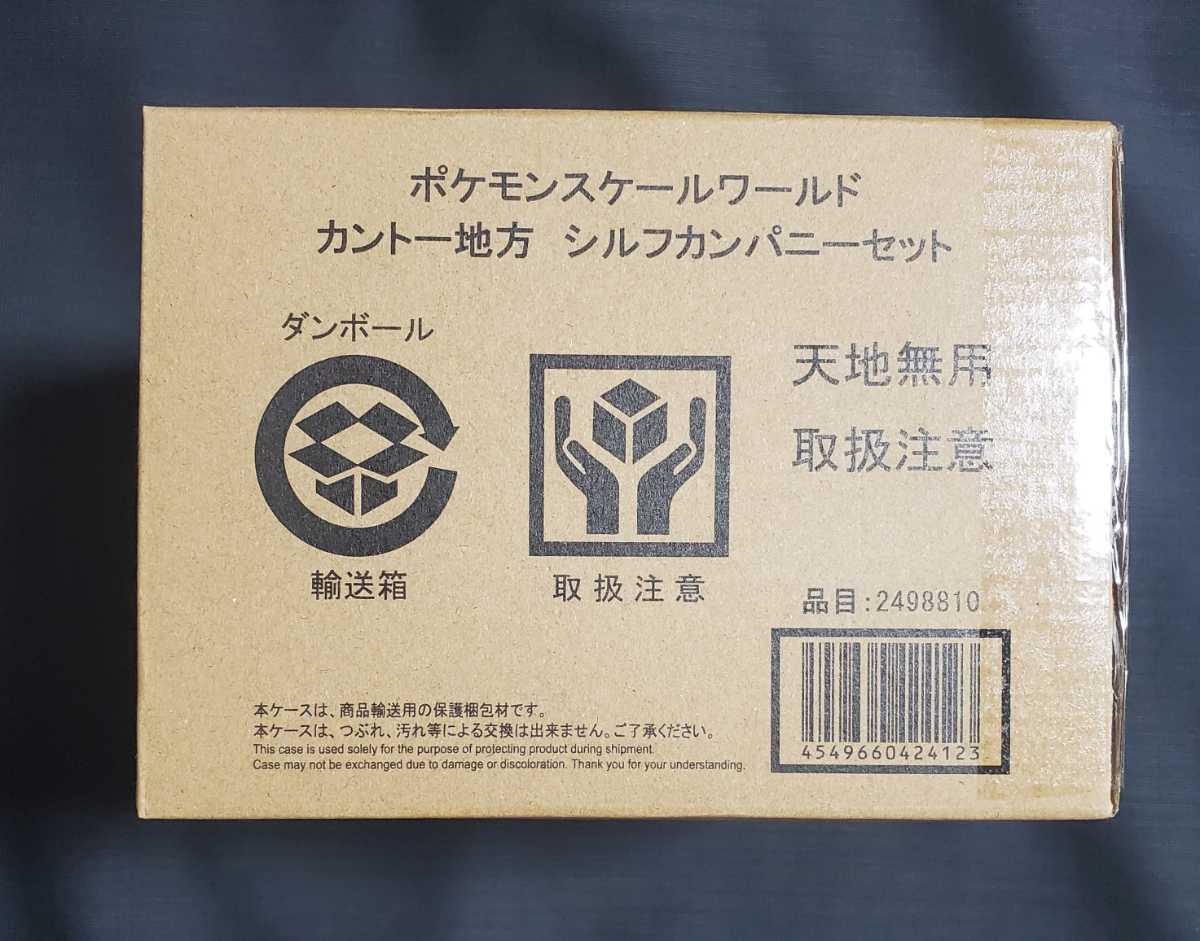 ポケモンスケールワールド
カントー地方 シルフカンパニーセット
ダンボール
天地無用
取扱注意
輸送箱
取扱注意
品目:2498810
4549660424123
本ケースは、商品輸送用の保護梱包材です。
本ケースは、つぶれ、汚れ等による交換は出来ません。ご了承ください。
This case is used solely for the purpose of protecting product during shipment.
Case may not be exchanged due to damage or discoloration. Thank you for your understanding.